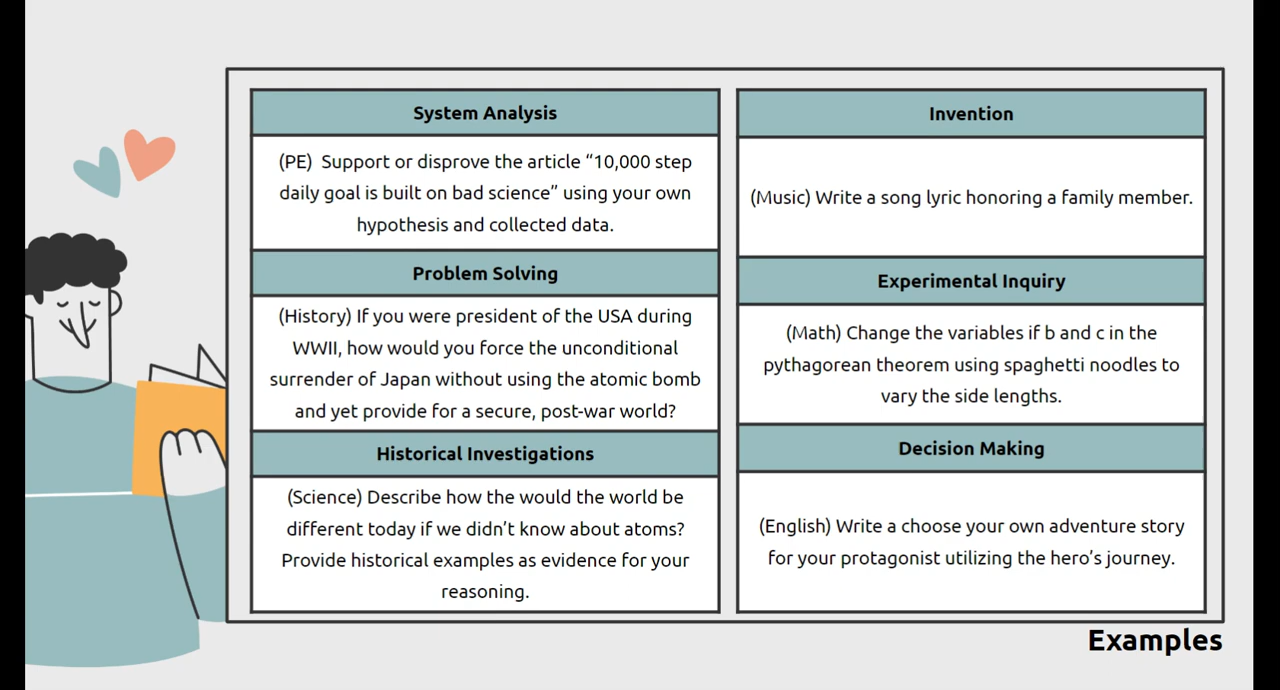 System Analysis
(PE)  Support or disprove the article “10,000 step
daily goal is built on bad science” using your own
hypothesis and collected data.
Problem Solving
(History) If you were president of the USA during
WWII, how would you force the unconditional
surrender of Japan without using the atomic bomb
and yet provide for a secure, post-war world?
Historical Investigations
(Science) Describe how the would the world be
different today if we didn’t know about atoms?
Provide historical examples as evidence for your
reasoning.
Invention
(Music) Write a song lyric honoring a family member.
Experimental Inquiry
(Math) Change the variables if b and c in the
pythagorean theorem using spaghetti noodles to
vary the side lengths.
Decision Making
(English) Write a choose your own adventure story
for your protagonist utilizing the hero’s journey.
Examples